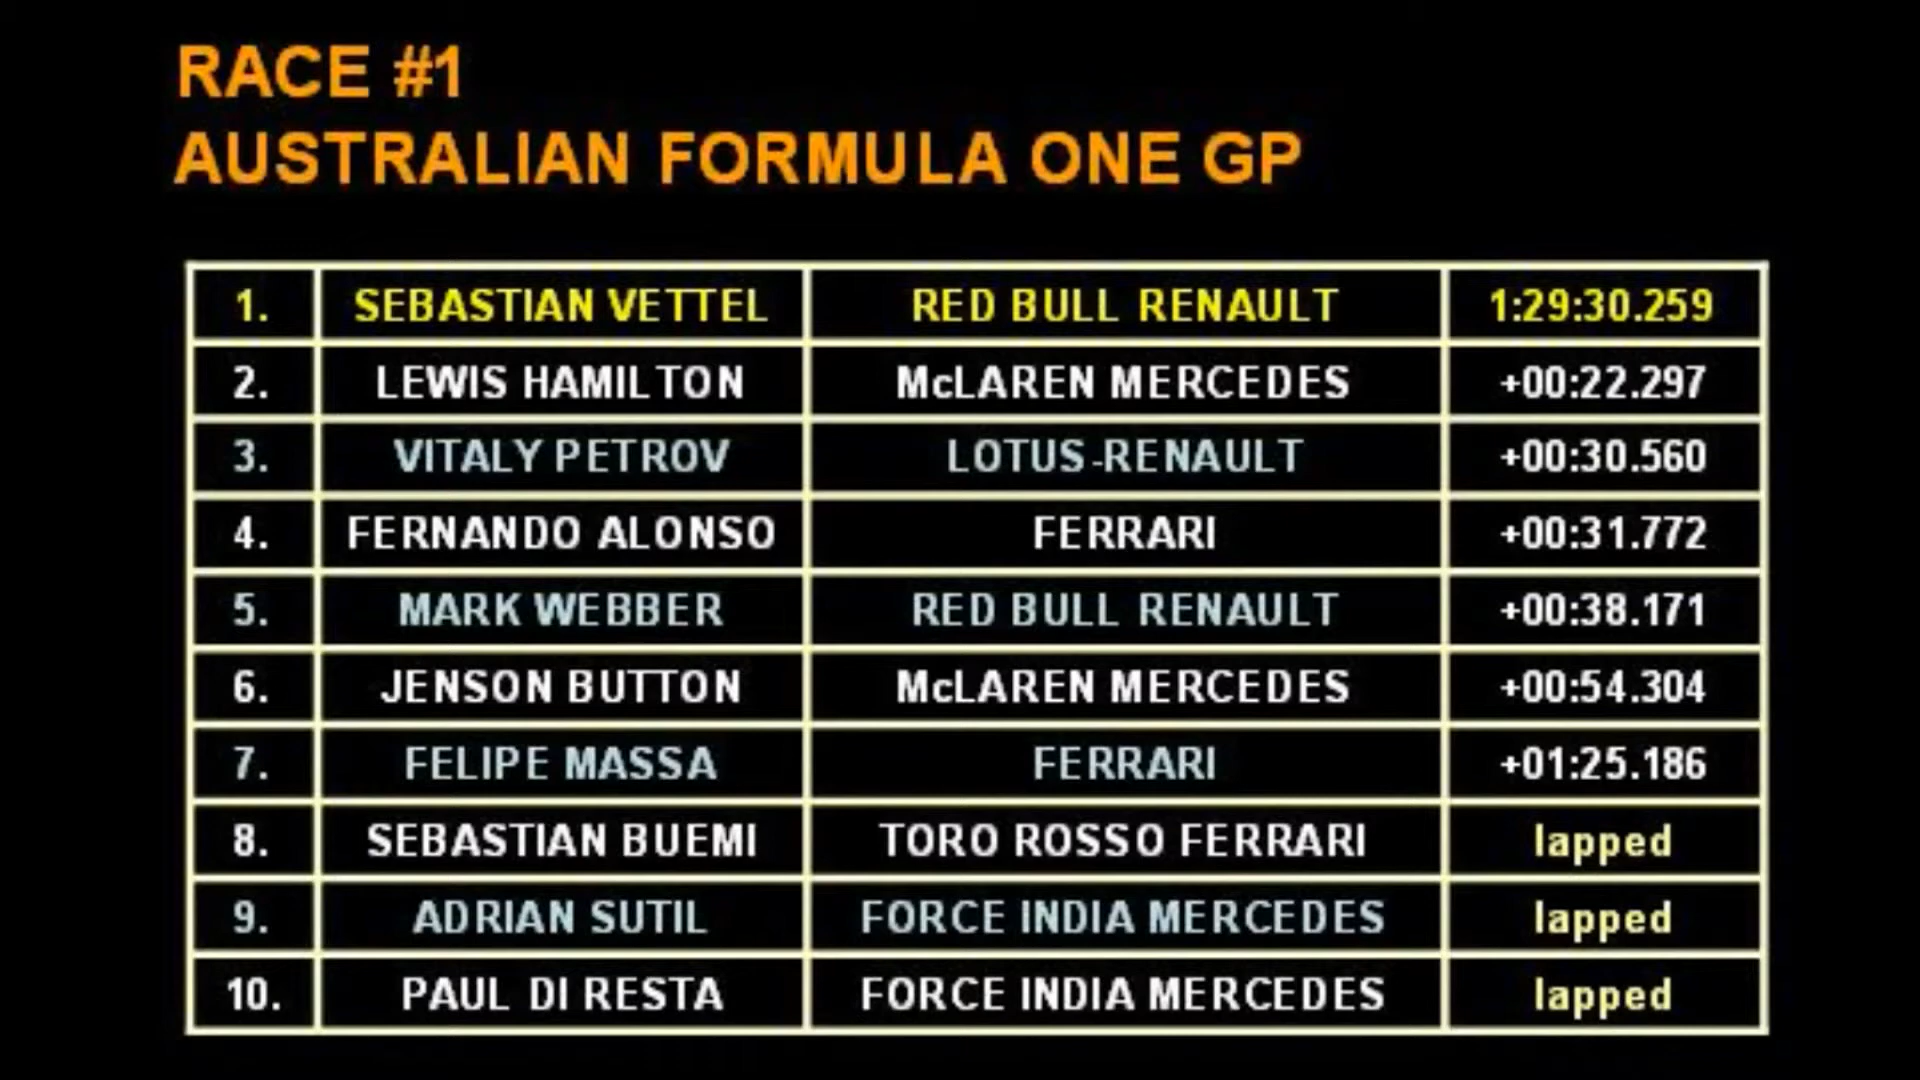 RACE #1
AUSTRALIAN FORMULA ONE GP
1. SEBASTIAN VETTEL RED BULL RENAULT 1:29:30.259
2. LEWIS HAMILTON McLAREN MERCEDES +00:22.297
3. VITALY PETROV LOTUS-RENAULT +00:30.560
4. FERNANDO ALONSO FERRARI +00:31.772
5. MARK WEBBER RED BULL RENAULT +00:38.171
6. JENSON BUTTON McLAREN MERCEDES +00:54.304
7. FELIPE MASSA FERRARI +01:25.186
8. SEBASTIAN BUEMI TORO ROSSO FERRARI lapped
9. ADRIAN SUTIL FORCE INDIA MERCEDES lapped
10. PAUL DI RESTA FORCE INDIA MERCEDES lapped